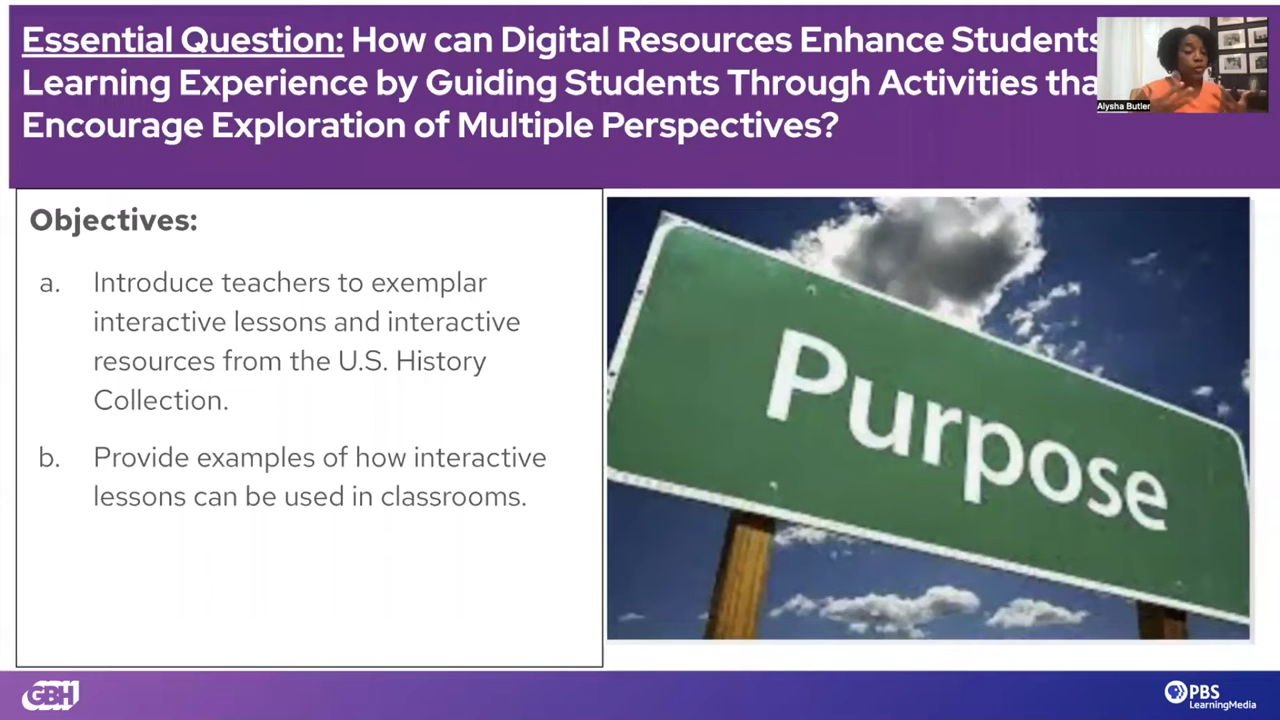 Essential Question: How can Digital Resources Enhance Students
Learning Experience by Guiding Students Through Activities tha
Encourage Exploration of Multiple Perspectives?
Alysha Butler
Objectives:
a. Introduce teachers to exemplar
interactive lessons and interactive
resources from the U.S. History
Collection.
b. Provide examples of how interactive
lessons can be used in classrooms.
Purpose
GBH
PBS
LearningMedia